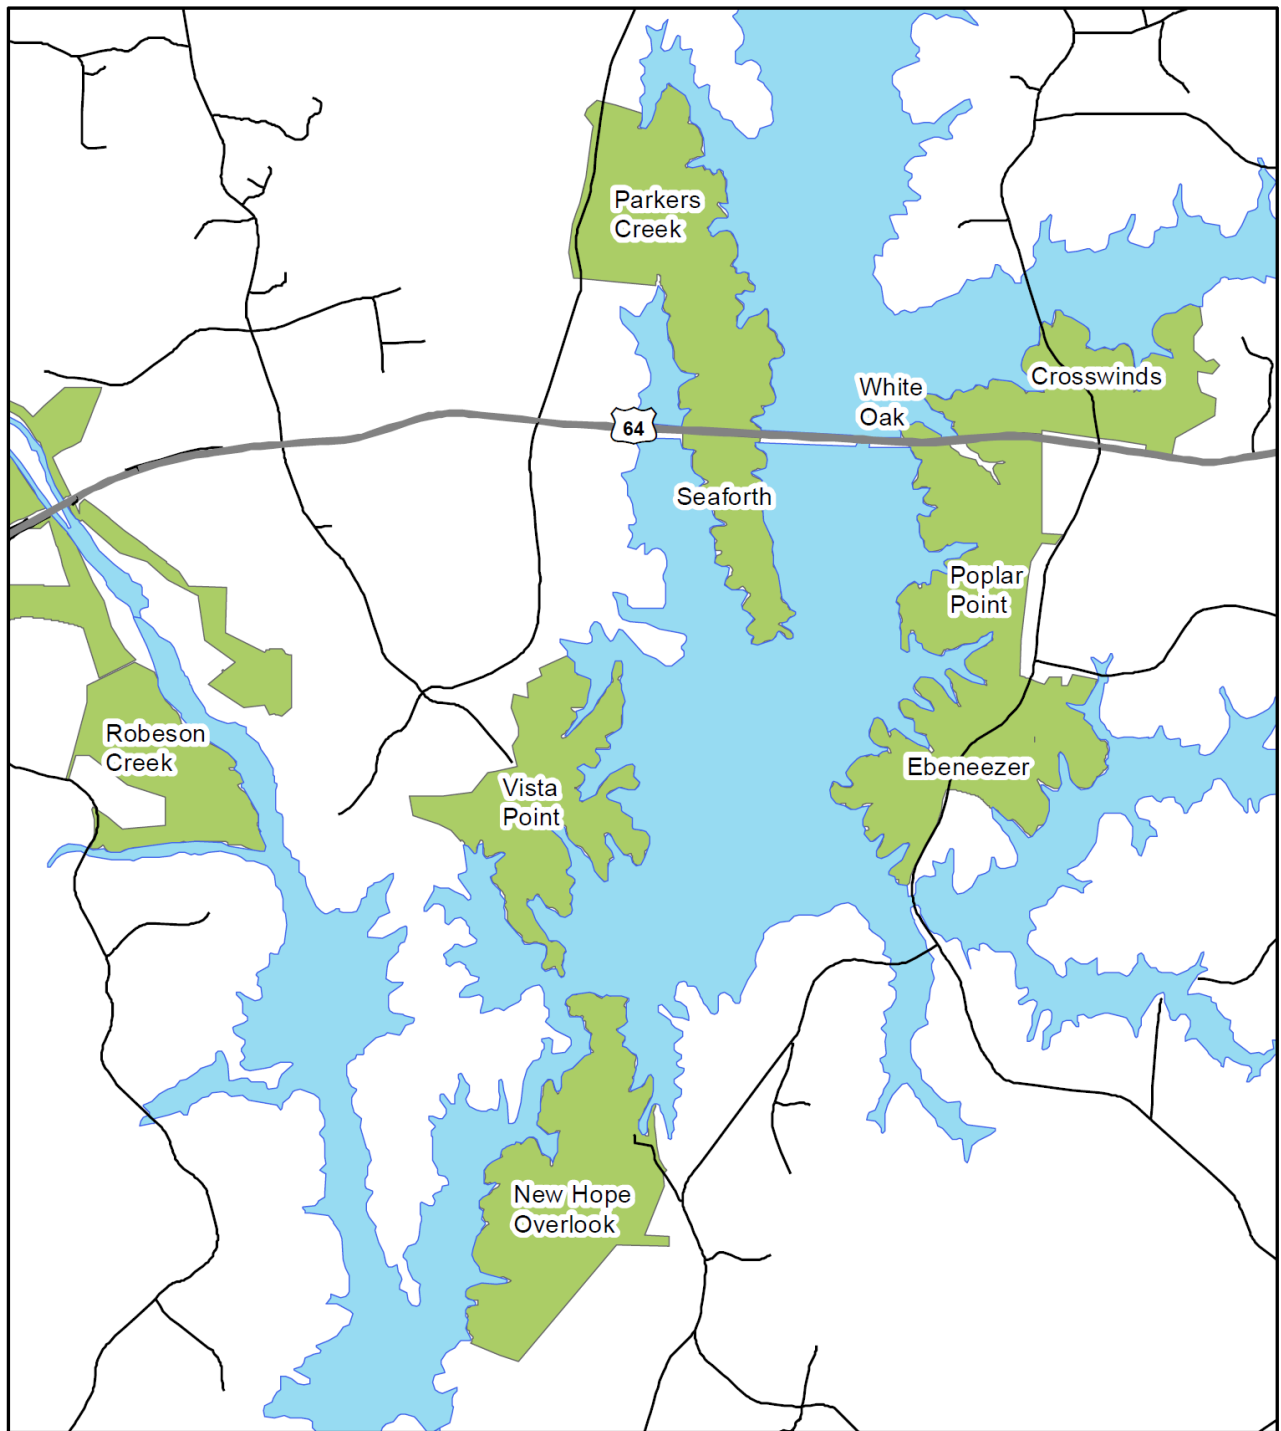 Parkers
Creek
White
Oak
Crosswinds
64
Seaforth
Poplar
Point
Robeson
Creek
Ebeneezer
Vista
Point
New Hope
Overlook